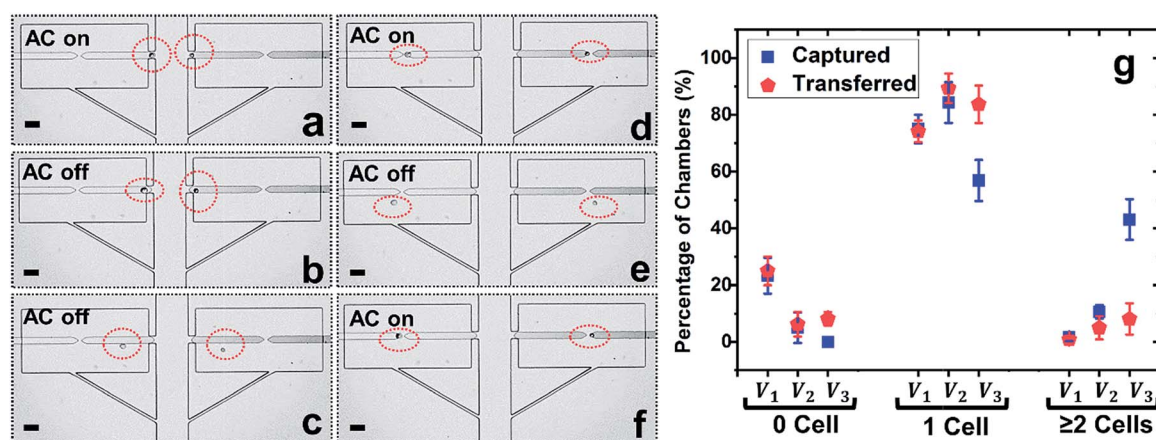 AC on
a
AC off
b
AC off
c
AC on
d
AC off
e
AC on
f
g
Captured
Transferred
Percentage of Chambers (%)
100
80
60
40
20
0
V₁ V₂ V₃ V₁ V₂ V₃ V₁ V₂ V₃
0 Cell 1 Cell ≥2 Cells